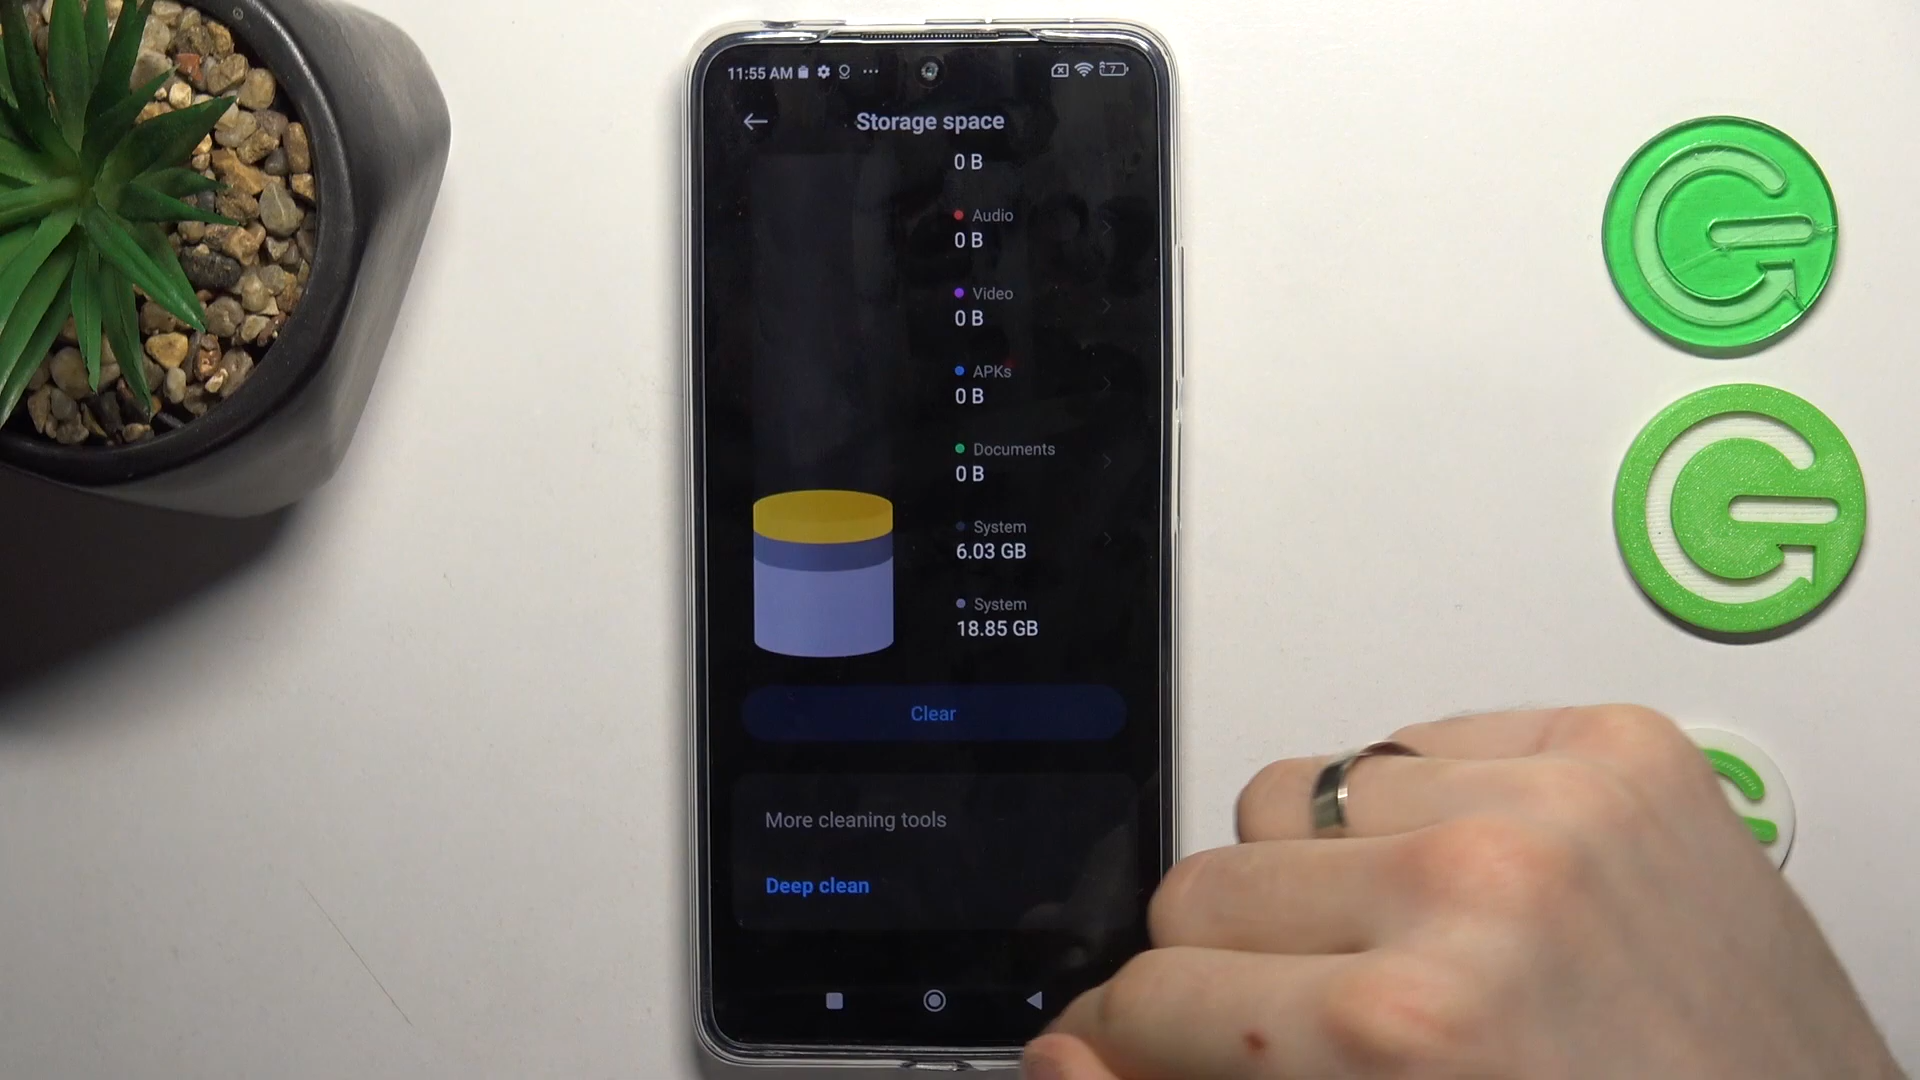 11:55 AM
7
Storage space
0 B
Audio
0 B
Video
0 B
APKs
0 B
Documents
0 B
System
6.03 GB
System
18.85 GB
Clear
More cleaning tools
Deep clean